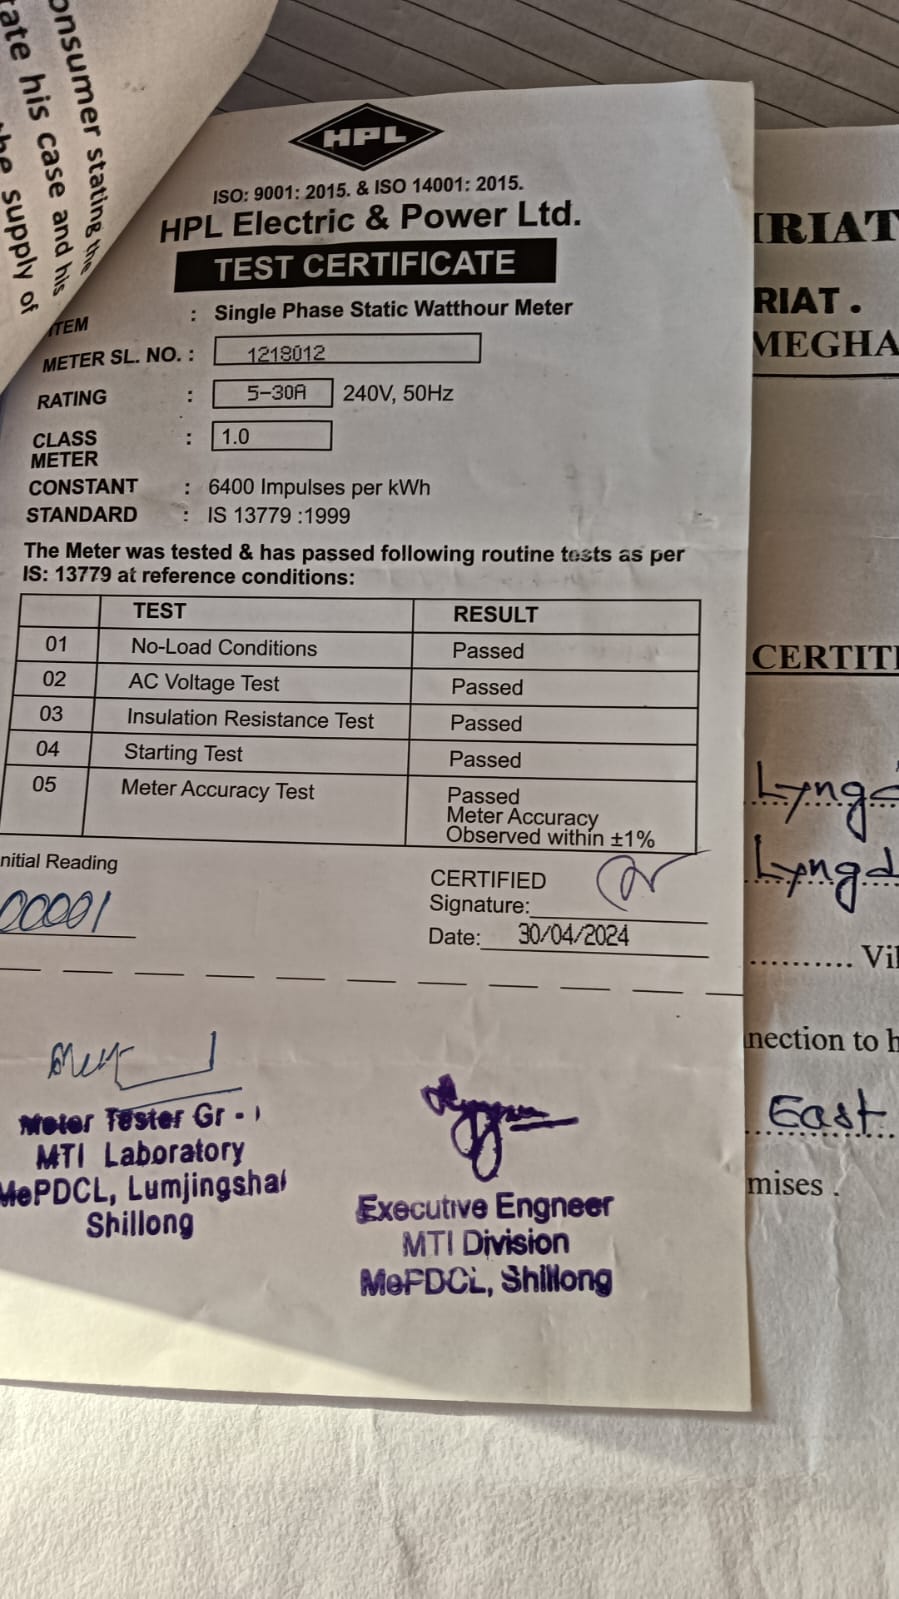 onsumer stating the
ate his case and his
he supply of
HPL
ISO: 9001: 2015. & ISO 14001: 2015.
HPL Electric & Power Ltd.
TEST CERTIFICATE
ITEM : Single Phase Static Watthour Meter
METER SL. NO. : 1218012
RATING : 5-30A 240V, 50Hz
CLASS : 1.0
METER
CONSTANT : 6400 Impulses per kWh
STANDARD : IS 13779 :1999
The Meter was tested & has passed following routine tests as per
IS: 13779 at reference conditions:
TEST RESULT
01 No-Load Conditions Passed
02 AC Voltage Test Passed
03 Insulation Resistance Test Passed
04 Starting Test Passed
05 Meter Accuracy Test Passed
Meter Accuracy
Observed within ±1%
nitial Reading
00001
CERTIFIED
Signature:
Date: 30/04/2024
Meter Tester Gr - I
MTI Laboratory
MePDCL, Lumjingshai
Shillong
Executive Engneer
MTI Division
MePDCL, Shillong
IRIAT
RIAT .
MEGHA
CERTITI
Lyngd
Lyngd
.......... Vil
nection to h
East
mises .